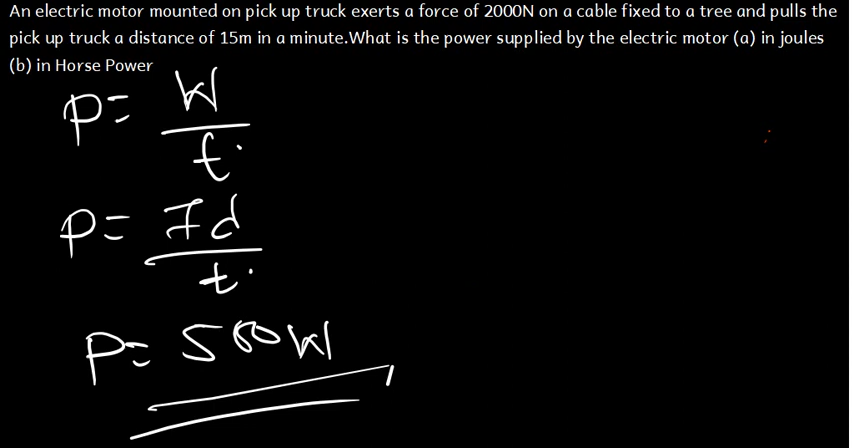 An electric motor mounted on pick up truck exerts a force of 2000N on a cable fixed to a tree and pulls the
pick up truck a distance of 15m in a minute.What is the power supplied by the electric motor (a) in joules
(b) in Horse Power
P= W
t.
P= Fd
t.
P= 500W